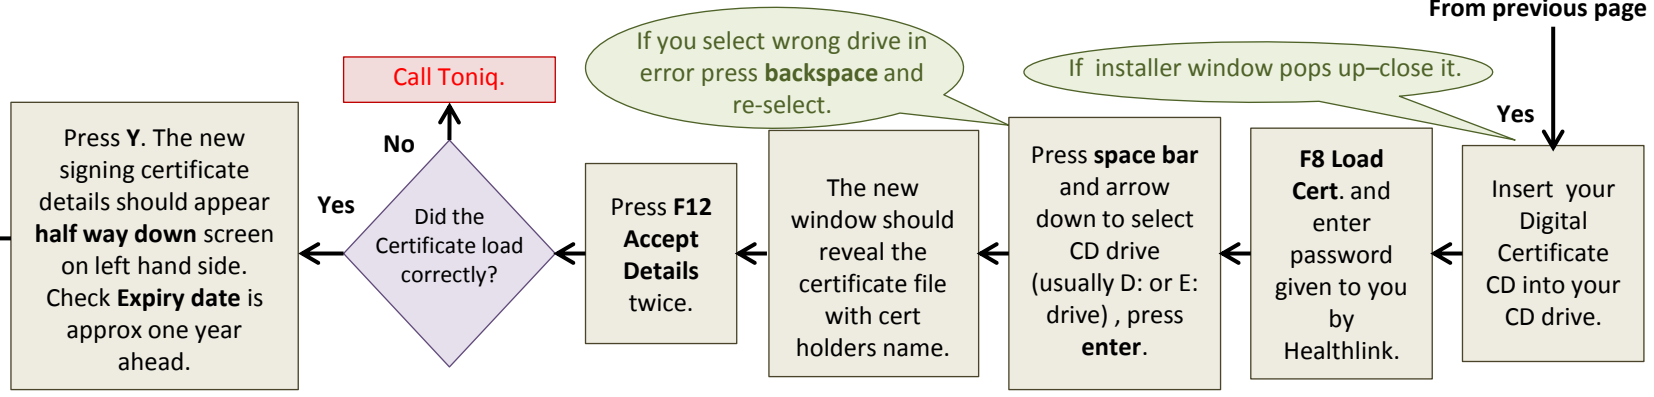 From previous page
Yes
If installer window pops up–close it.
Insert your
Digital
Certificate
CD into your
CD drive.
F8 Load
Cert. and
enter
password
given to you
by
Healthlink.
If you select wrong drive in
error press backspace and
re-select.
Press space bar
and arrow
down to select
CD drive
(usually D: or E:
drive) , press
enter.
The new
window should
reveal the
certificate file
with cert
holders name.
Press F12
Accept
Details
twice.
Did the
Certificate load
correctly?
No
Call Toniq.
Yes
Press Y. The new
signing certificate
details should appear
half way down screen
on left hand side.
Check Expiry date is
approx one year
ahead.